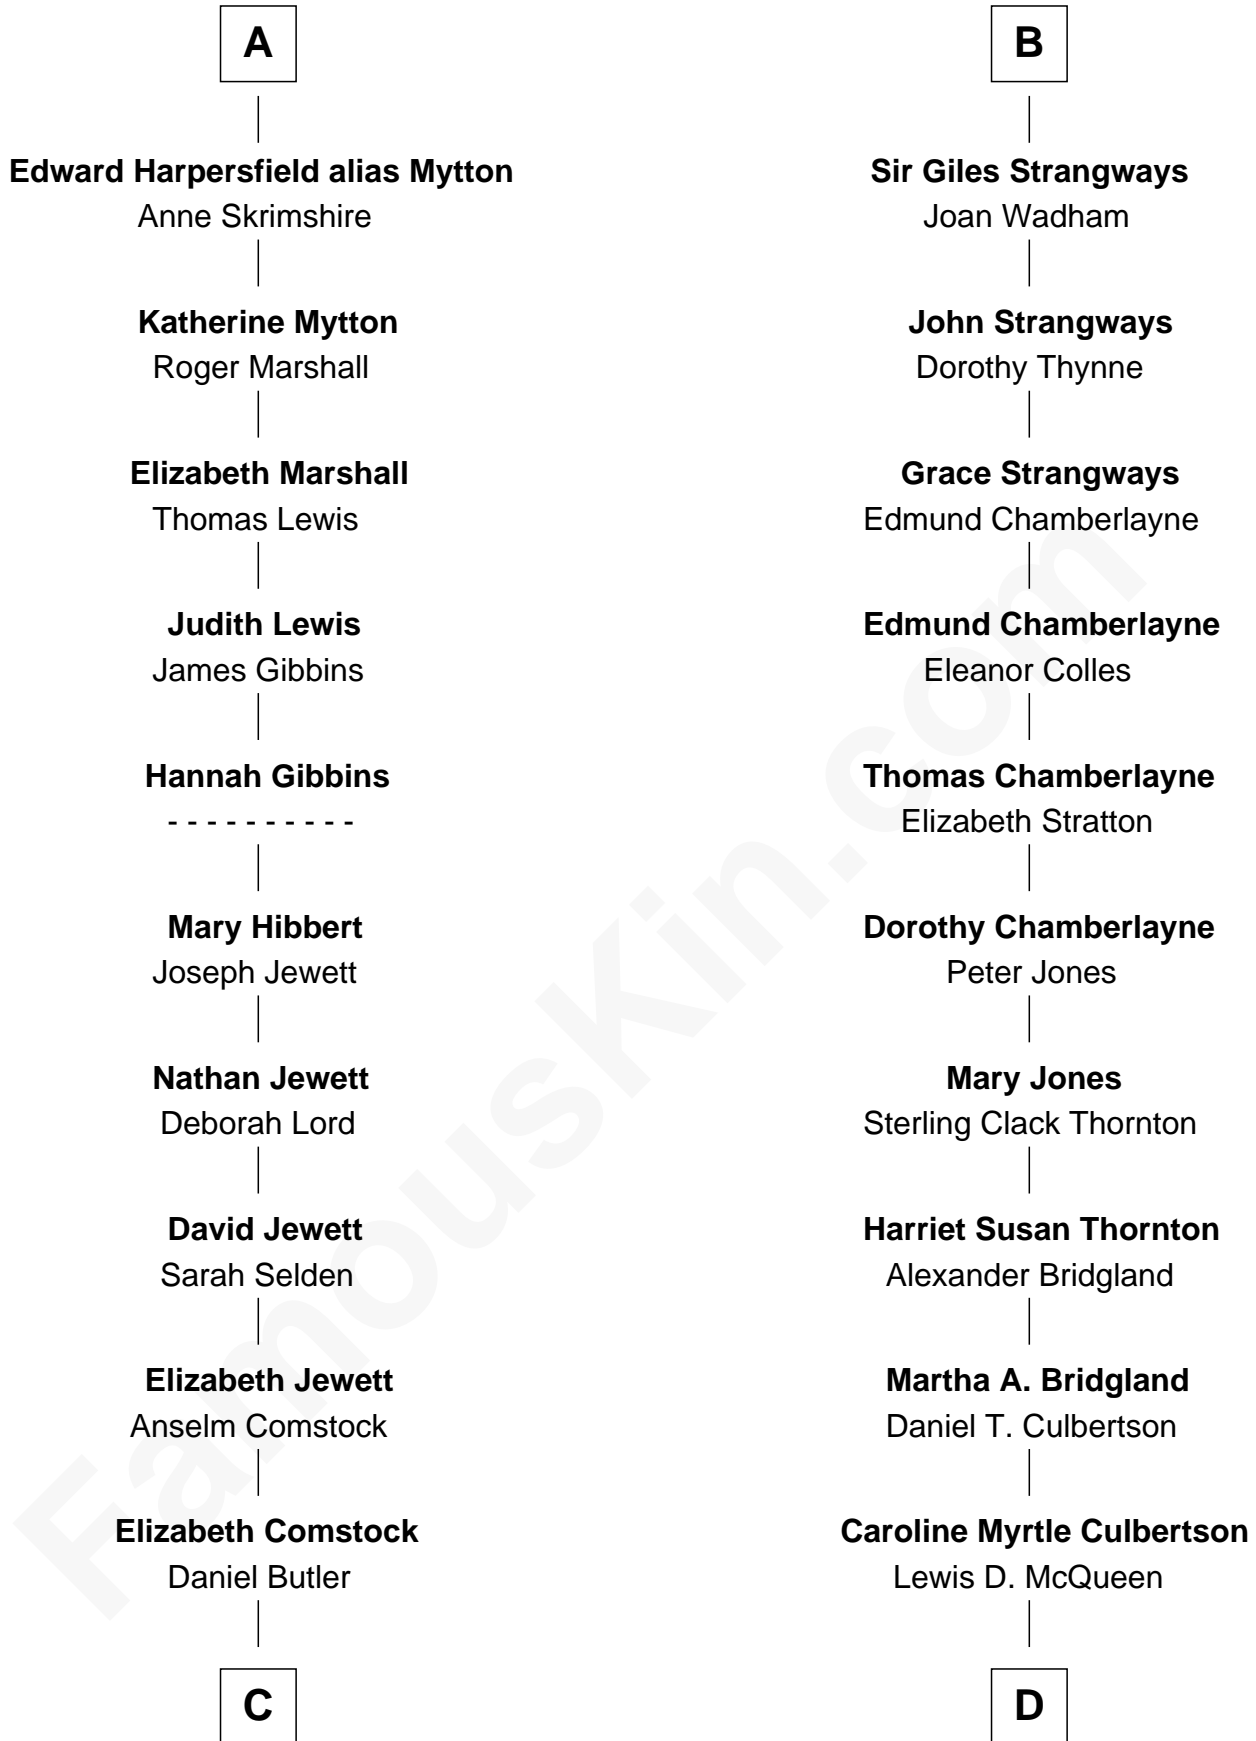 A
Edward Harpersfield alias Mytton
Anne Skrimshire
Katherine Mytton
Roger Marshall
Elizabeth Marshall
Thomas Lewis
Judith Lewis
James Gibbins
Hannah Gibbins
- - - - - - - - - -
Mary Hibbert
Joseph Jewett
Nathan Jewett
Deborah Lord
David Jewett
Sarah Selden
Elizabeth Jewett
Anselm Comstock
Elizabeth Comstock
Daniel Butler
C
B
Sir Giles Strangways
Joan Wadham
John Strangways
Dorothy Thynne
Grace Strangways
Edmund Chamberlayne
Edmund Chamberlayne
Eleanor Colles
Thomas Chamberlayne
Elizabeth Stratton
Dorothy Chamberlayne
Peter Jones
Mary Jones
Sterling Clack Thornton
Harriet Susan Thornton
Alexander Bridgland
Martha A. Bridgland
Daniel T. Culbertson
Caroline Myrtle Culbertson
Lewis D. McQueen
D
FamousKin.com